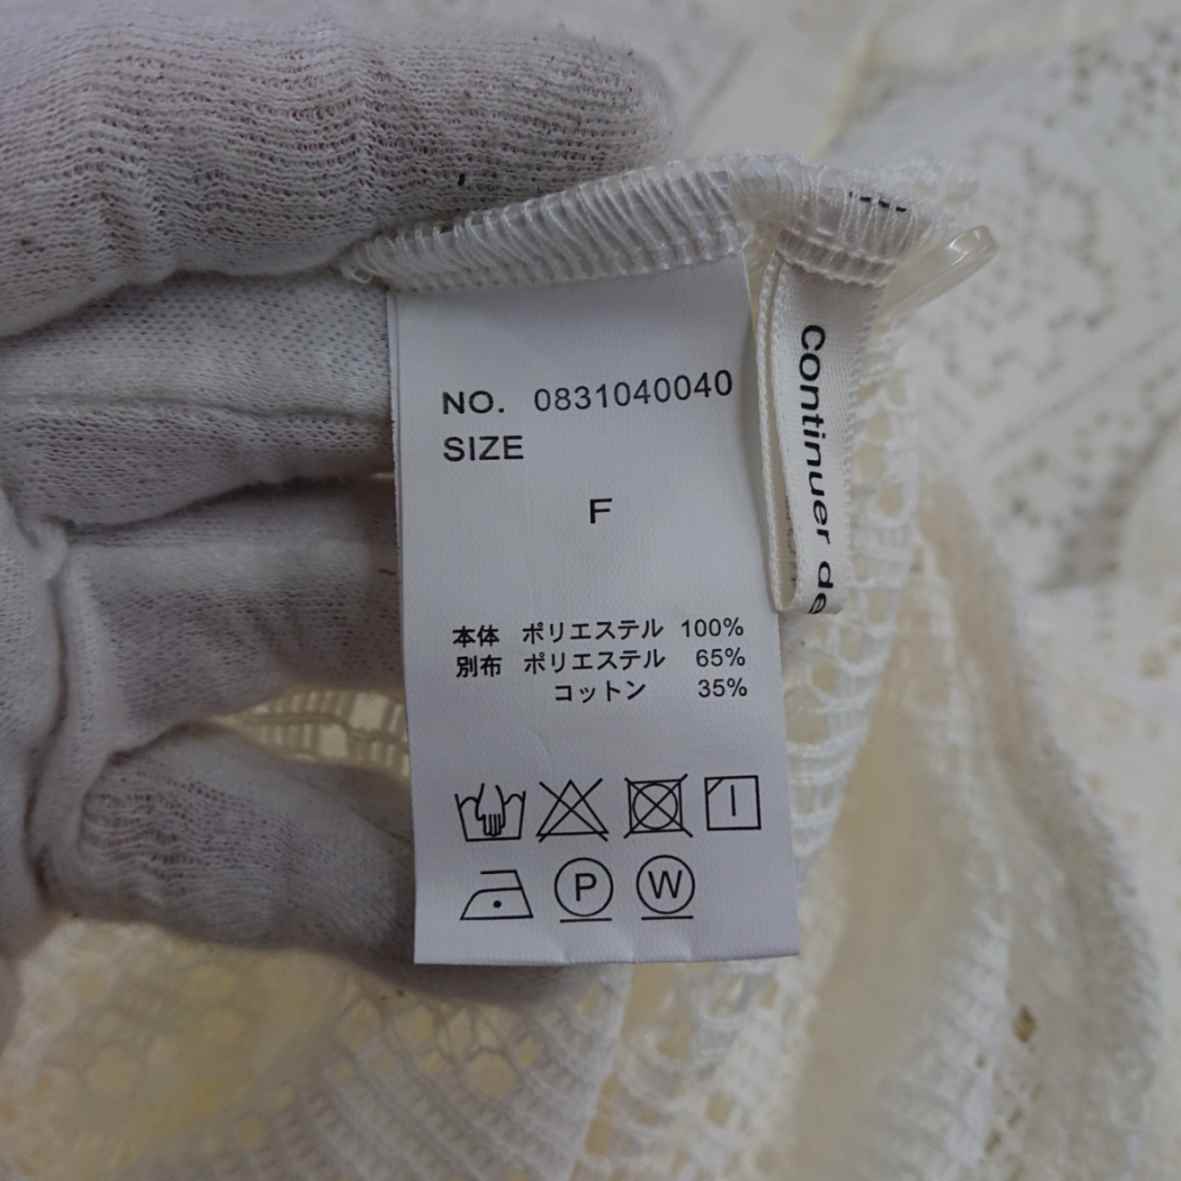 NO. 0831040040
SIZE
F
本体 ポリエステル 100%
別布 ポリエステル 65%
コットン 35%
P
W
Continuer de